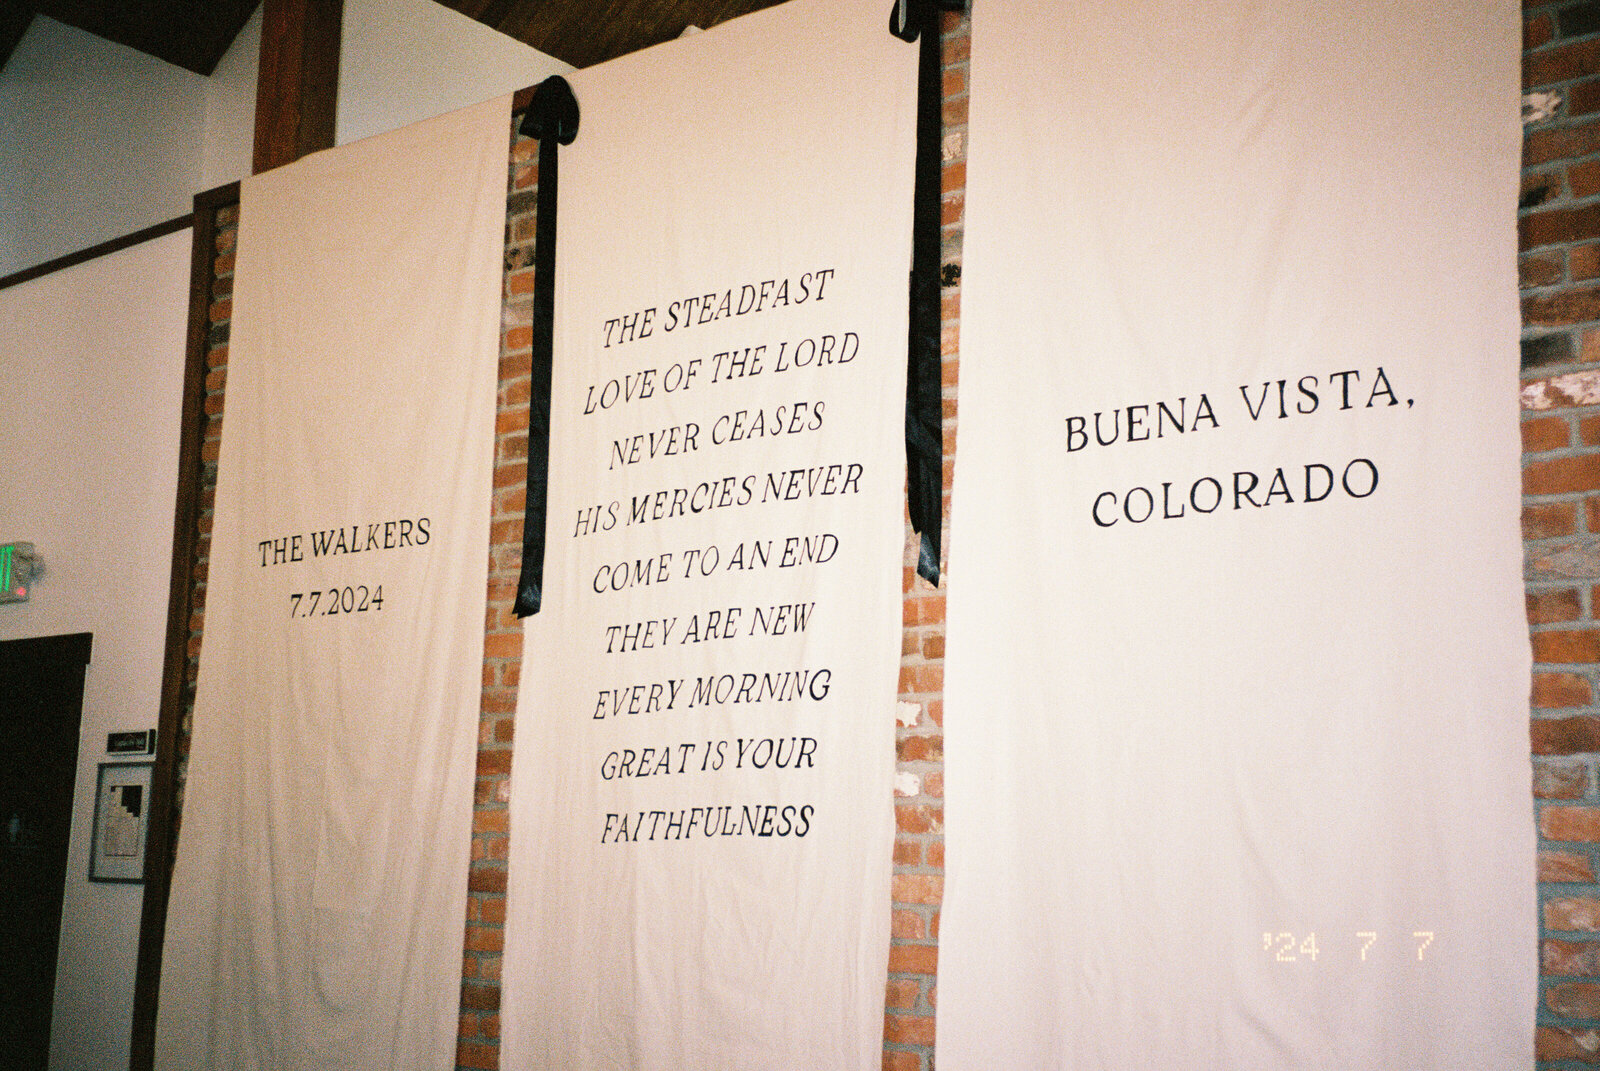 THE WALKERS
7.7.2024
THE STEADFAST
LOVE OF THE LORD
NEVER CEASES
HIS MERCIES NEVER
COME TO AN END
THEY ARE NEW
EVERY MORNING
GREAT IS YOUR
FAITHFULNESS
BUENA VISTA,
COLORADO
'24 7 7